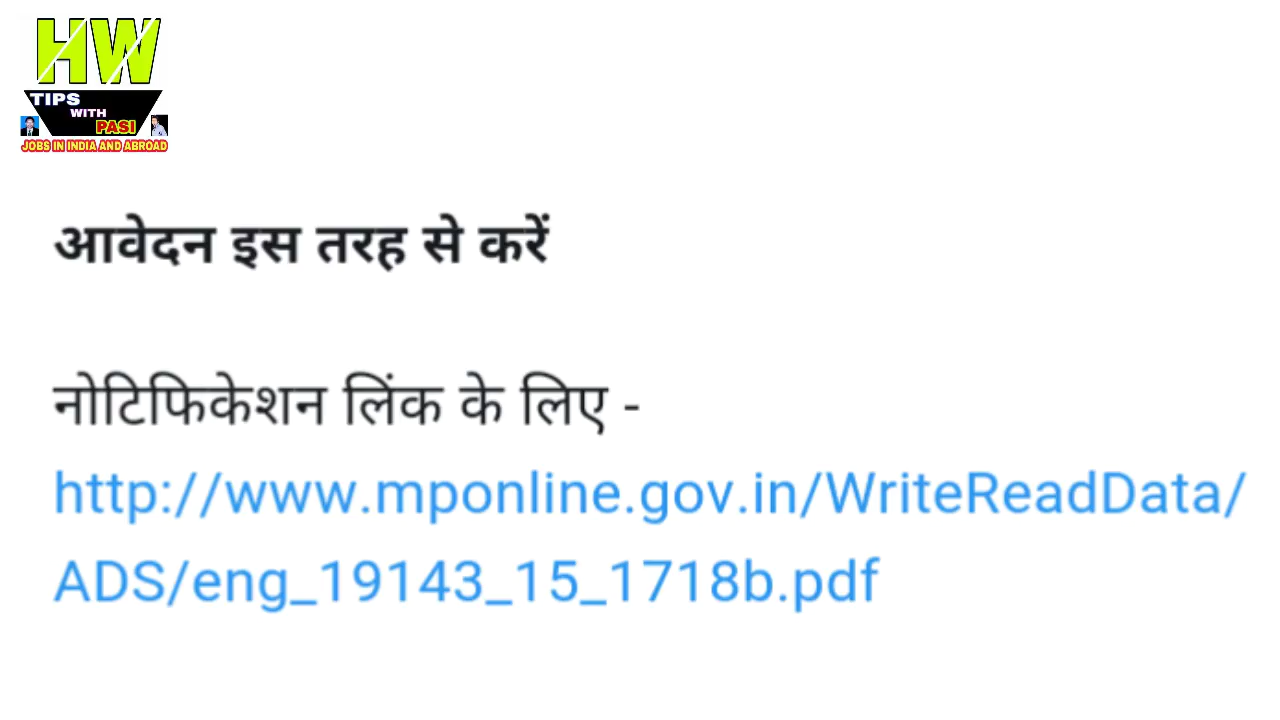 HW
TIPS
WITH
PASI
JOBS IN INDIA AND ABROAD
आवेदन इस तरह से करें
नोटिफिकेशन लिंक के लिए -
http://www.mponline.gov.in/WriteReadData/
ADS/eng_19143_15_1718b.pdf